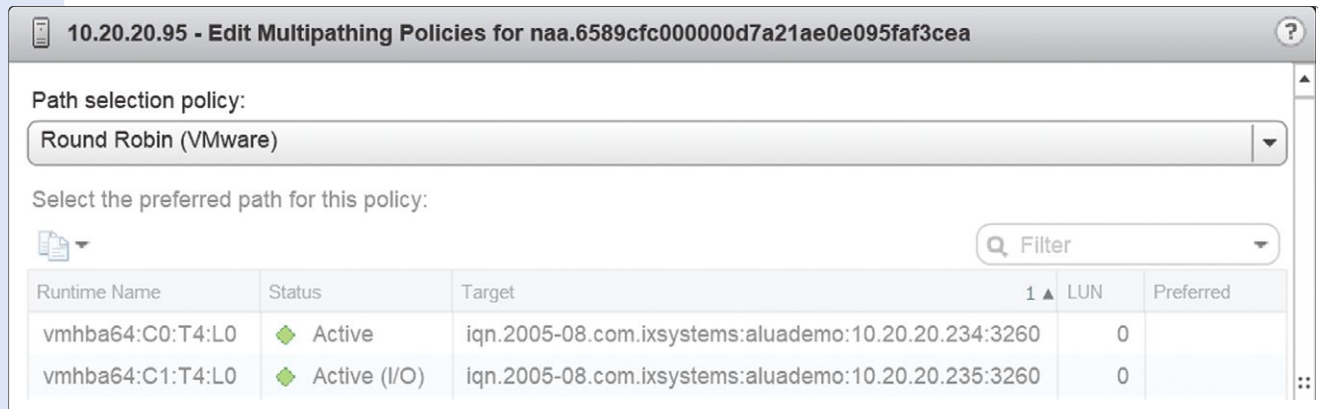 10.20.20.95 - Edit Multipathing Policies for naa.6589cfc000000d7a21ae0e095faf3cea ?
Path selection policy:
Round Robin (VMware)
Select the preferred path for this policy:
Filter
Runtime Name Status Target 1 ▲ LUN Preferred
vmhba64:C0:T4:L0 Active iqn.2005-08.com.ixsystems:aluademo:10.20.20.234:3260 0
vmhba64:C1:T4:L0 Active (I/O) iqn.2005-08.com.ixsystems:aluademo:10.20.20.235:3260 0